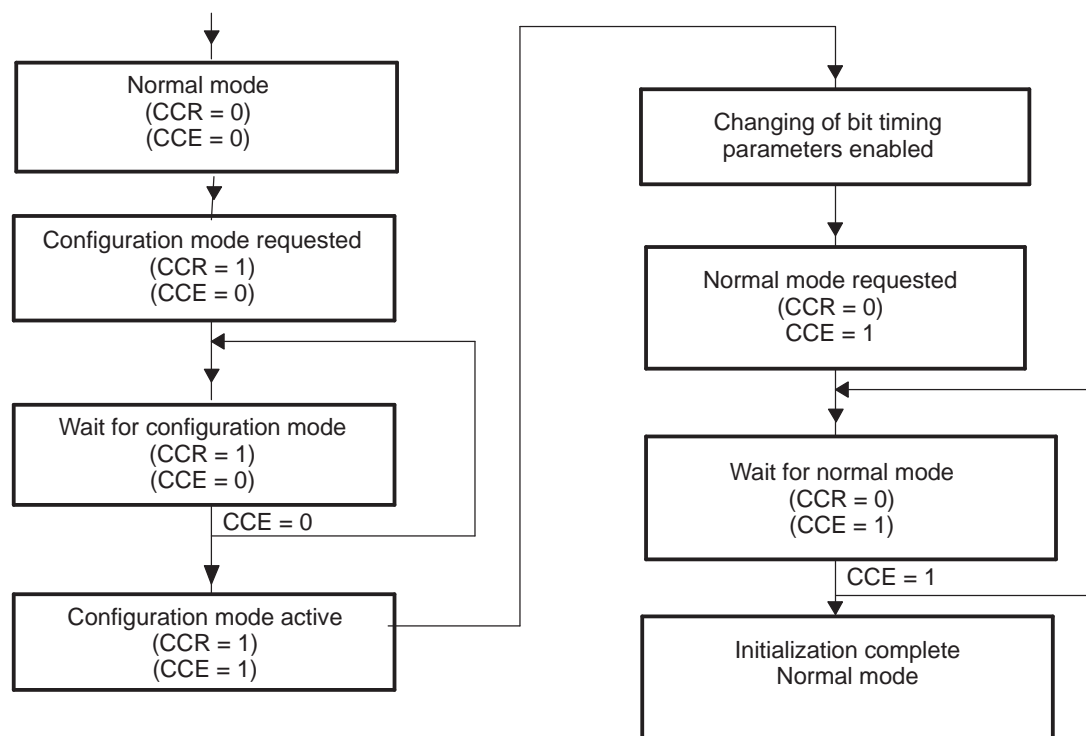 Normal mode
(CCR = 0)
(CCE = 0)
Configuration mode requested
(CCR = 1)
(CCE = 0)
Wait for configuration mode
(CCR = 1)
(CCE = 0)
CCE = 0
Configuration mode active
(CCR = 1)
(CCE = 1)
Changing of bit timing
parameters enabled
Normal mode requested
(CCR = 0)
CCE = 1
Wait for normal mode
(CCR = 0)
(CCE = 1)
CCE = 1
Initialization complete
Normal mode